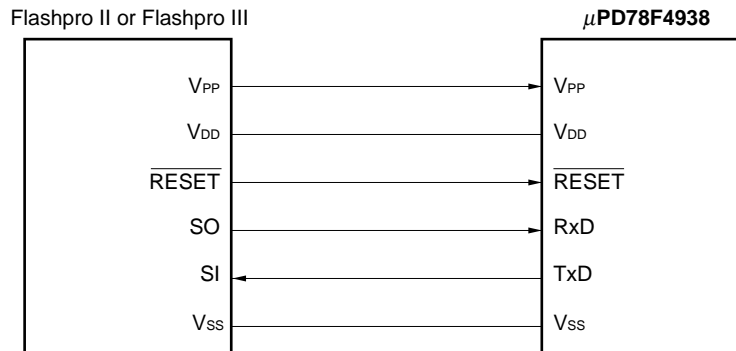 Flashpro II or Flashpro III μPD78F4938
VPP VPP
VDD VDD
RESET RESET
SO RxD
SI TxD
VSS VSS